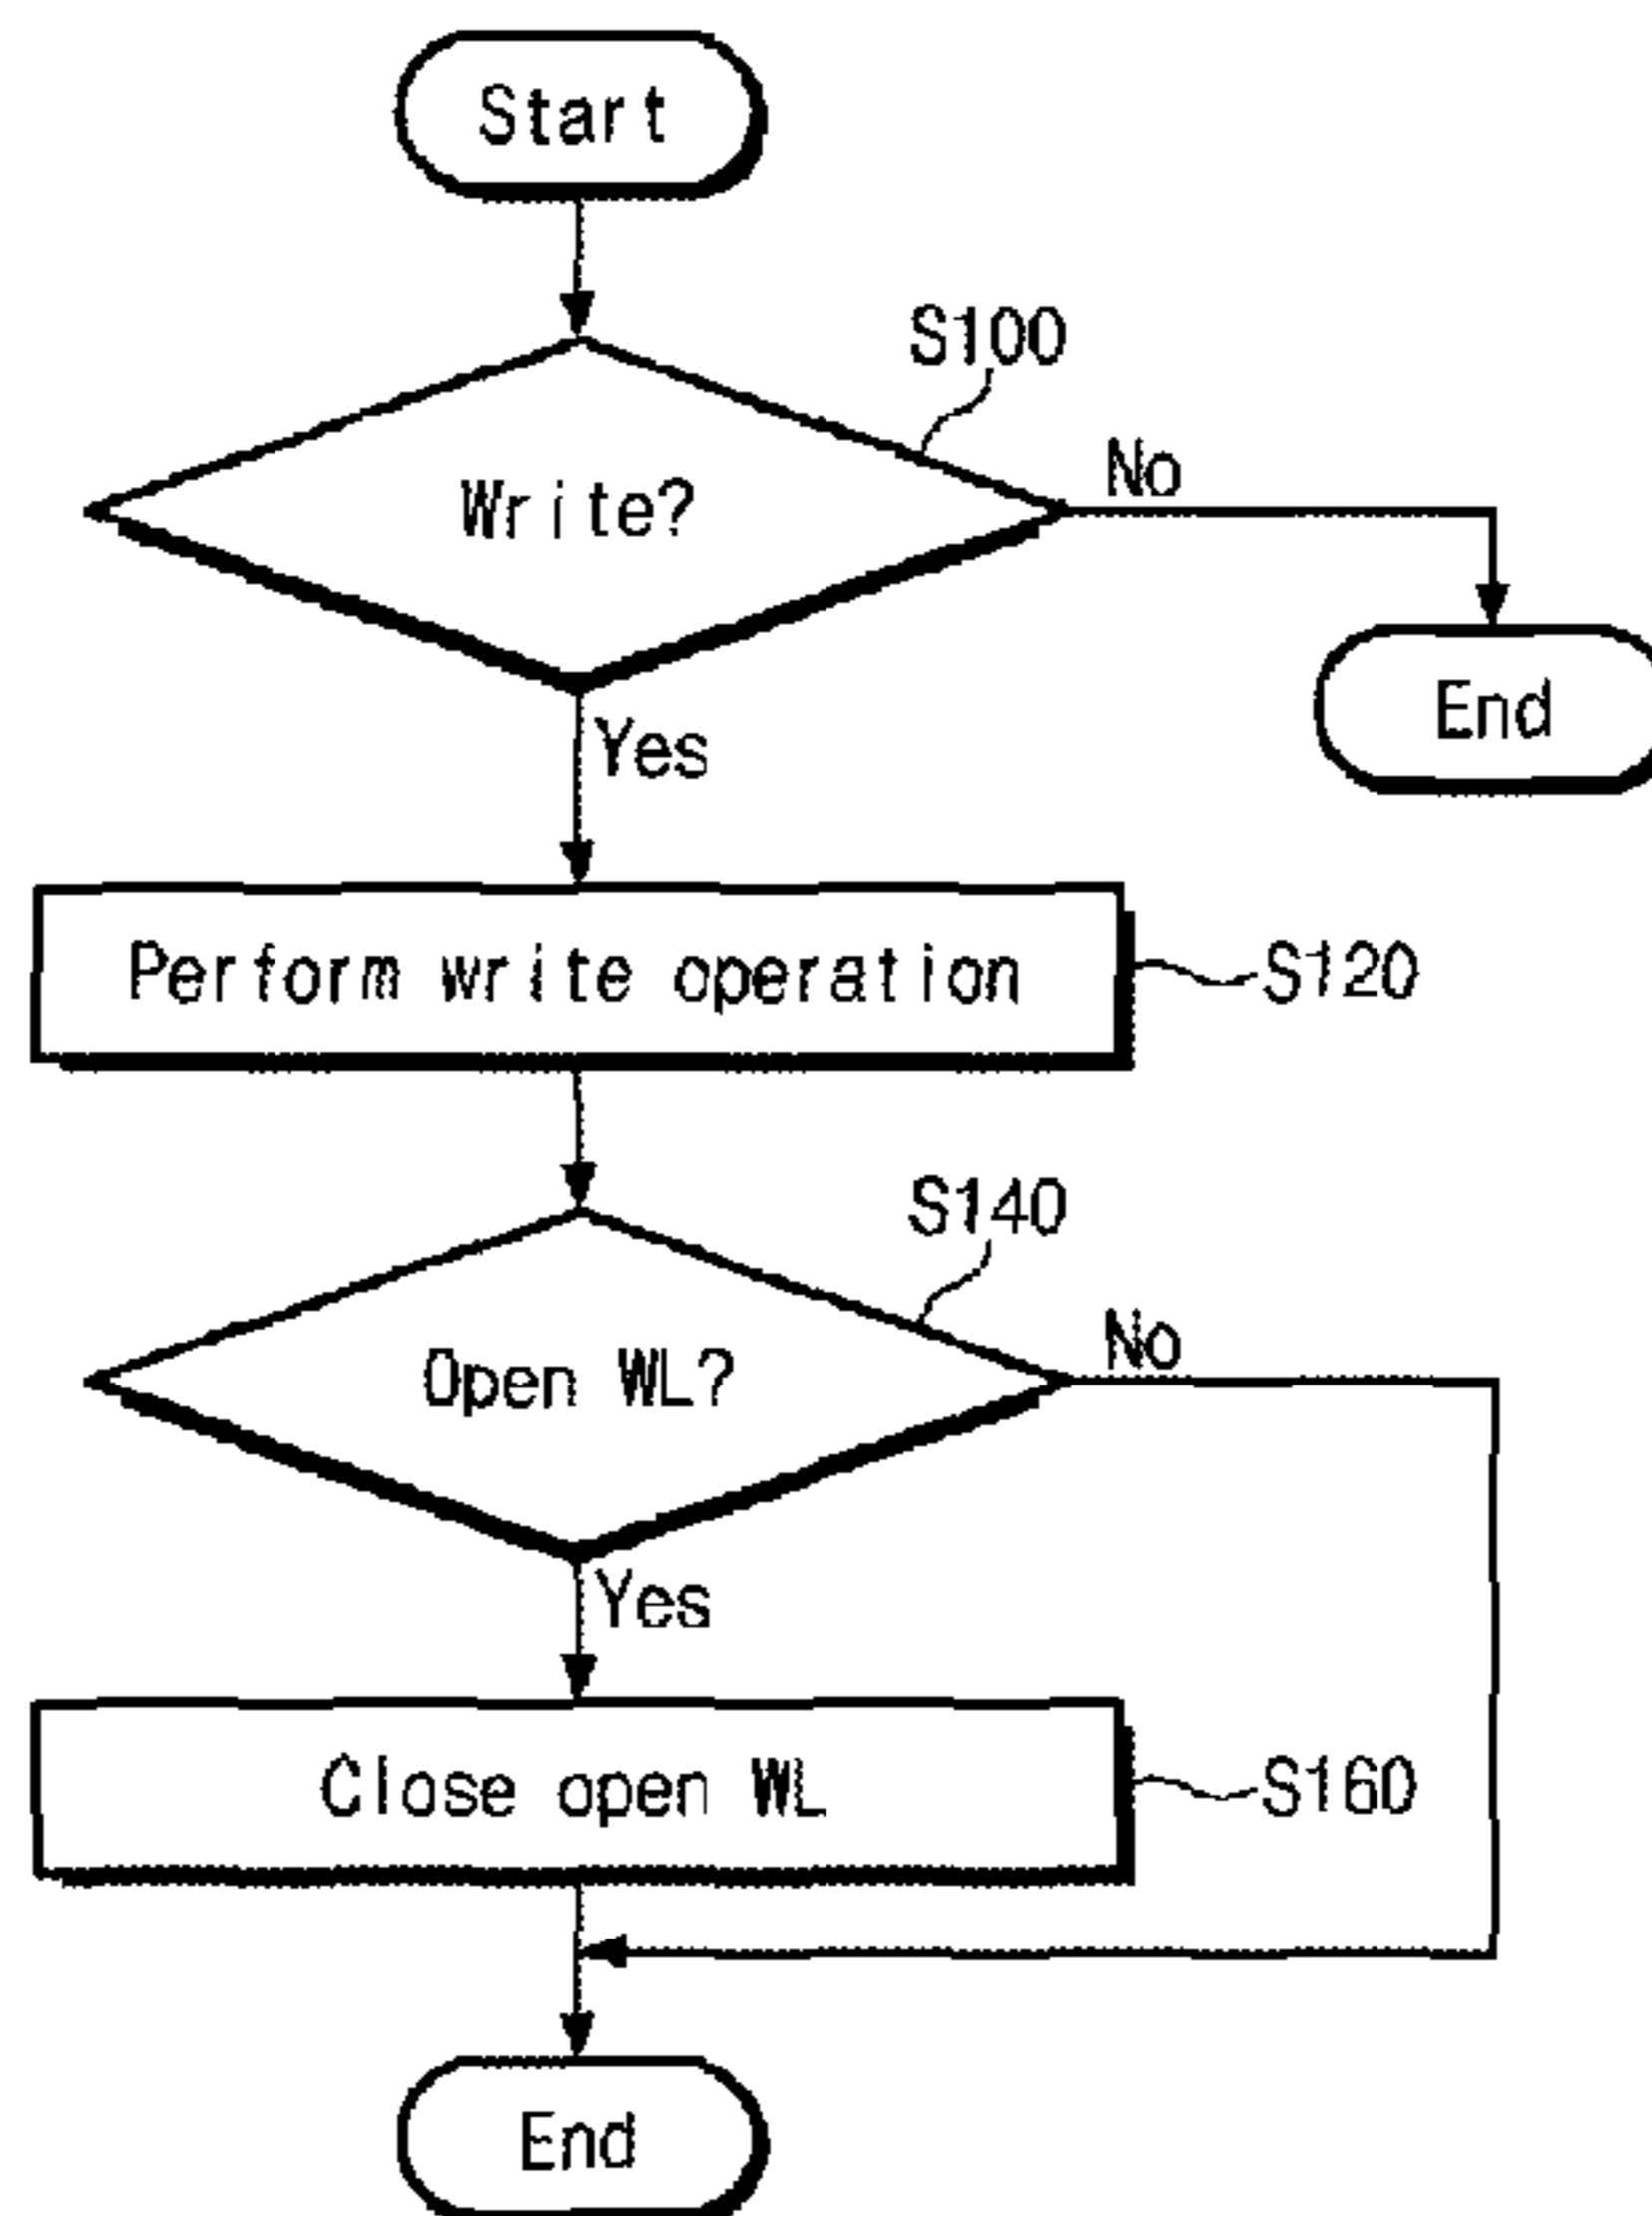 Start
S100
Write?
No
End
Yes
Perform write operation
S120
S140
Open WL?
No
Yes
Close open WL
S160
End